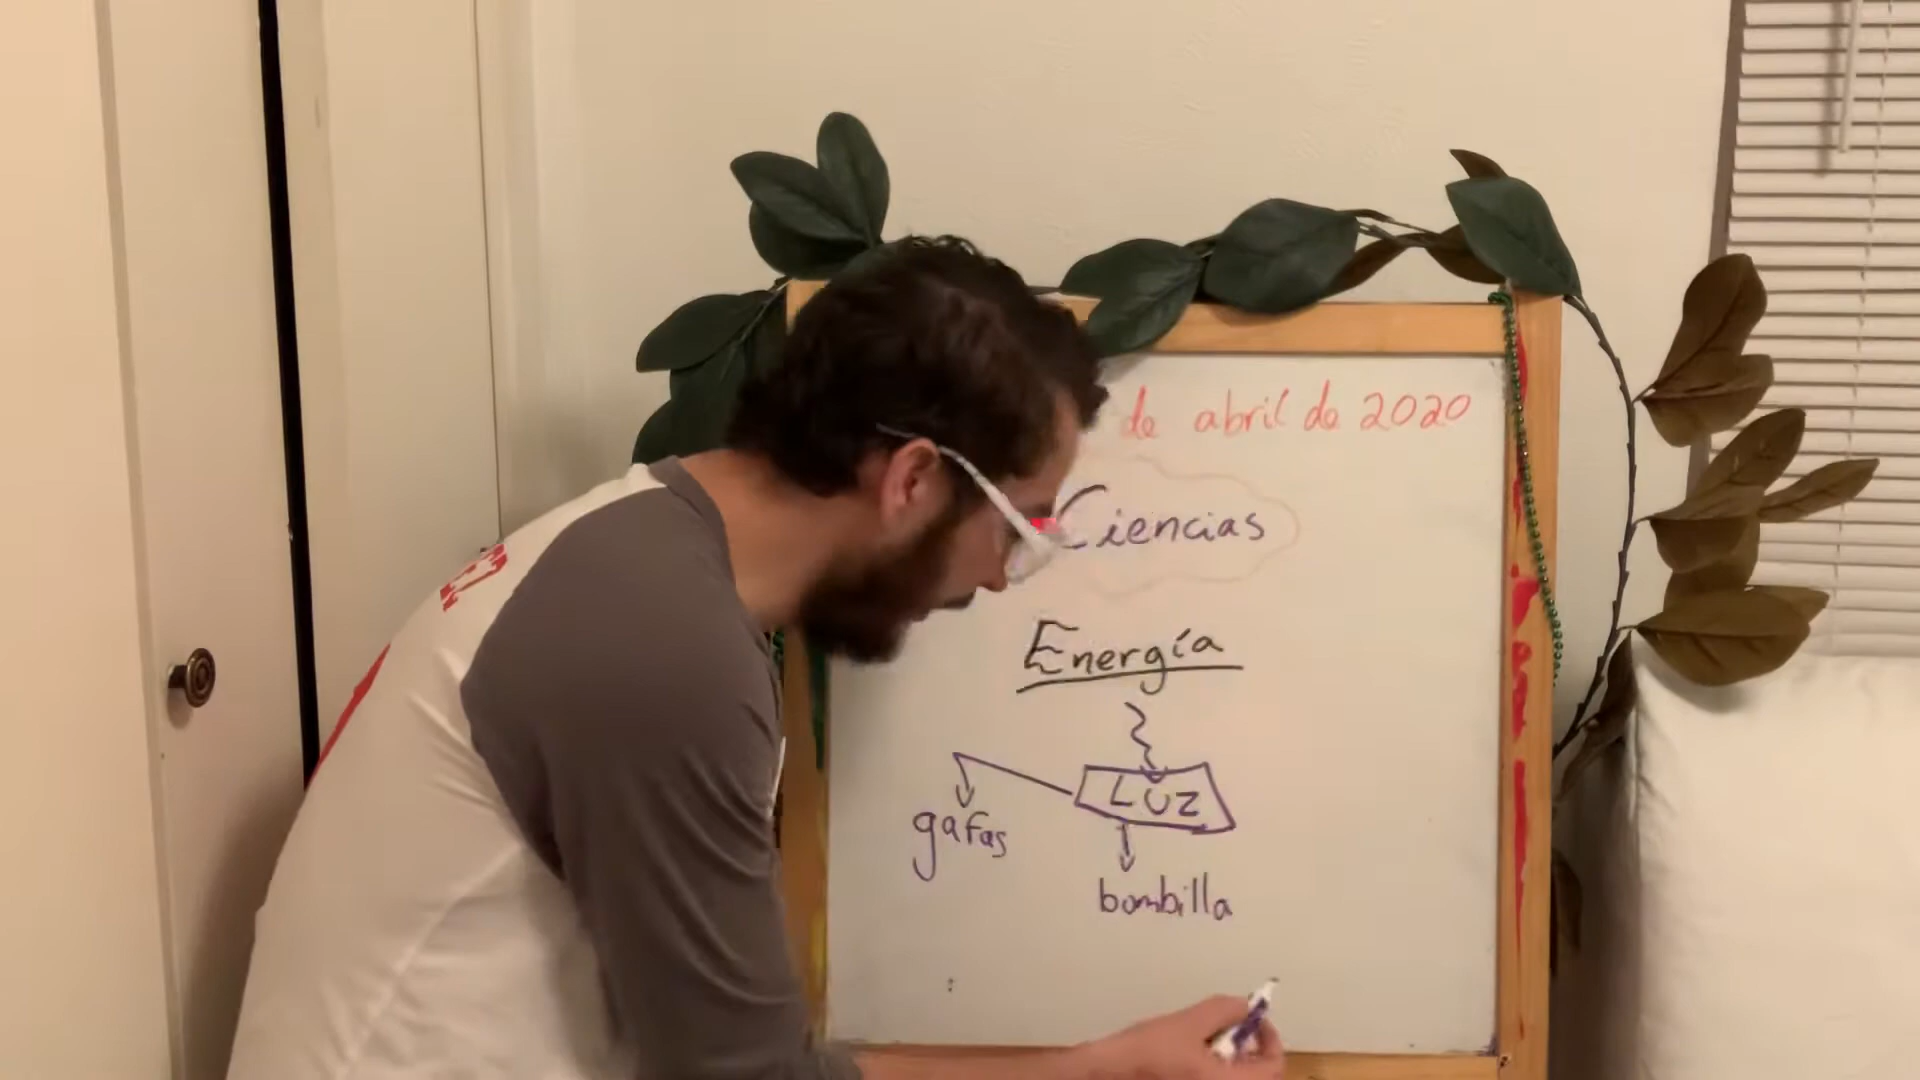 de abril de 2020
Ciencias
Energía
LUZ
gafas
bombilla